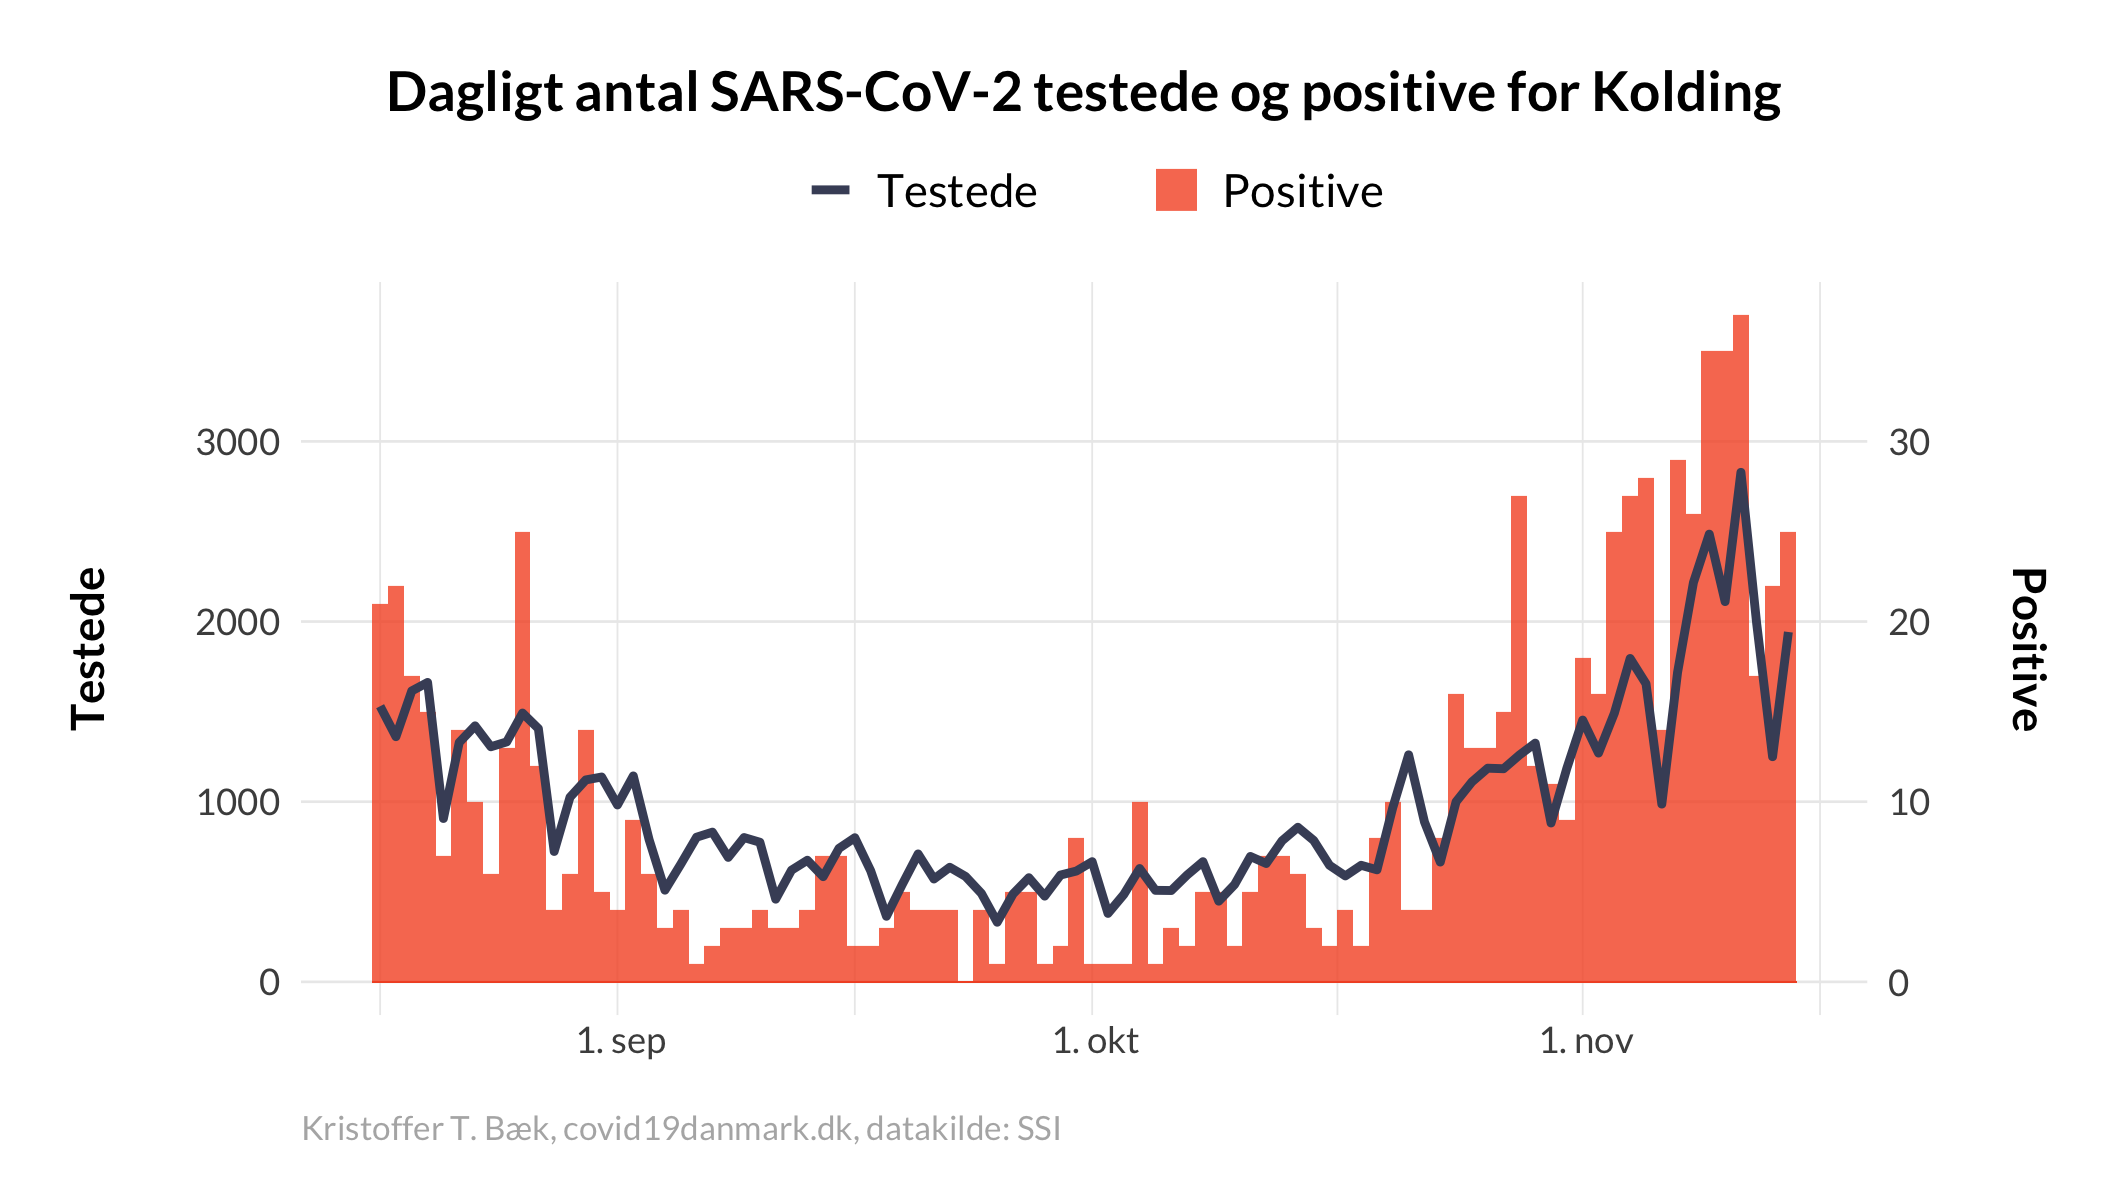 Dagligt antal SARS-CoV-2 testede og positive for Kolding
Testede
Positive
3000
2000
1000
0
Testede
30
20
10
0
Positive
1. sep
1. okt
1. nov
Kristoffer T. Bæk, covid19danmark.dk, datakilde: SSI